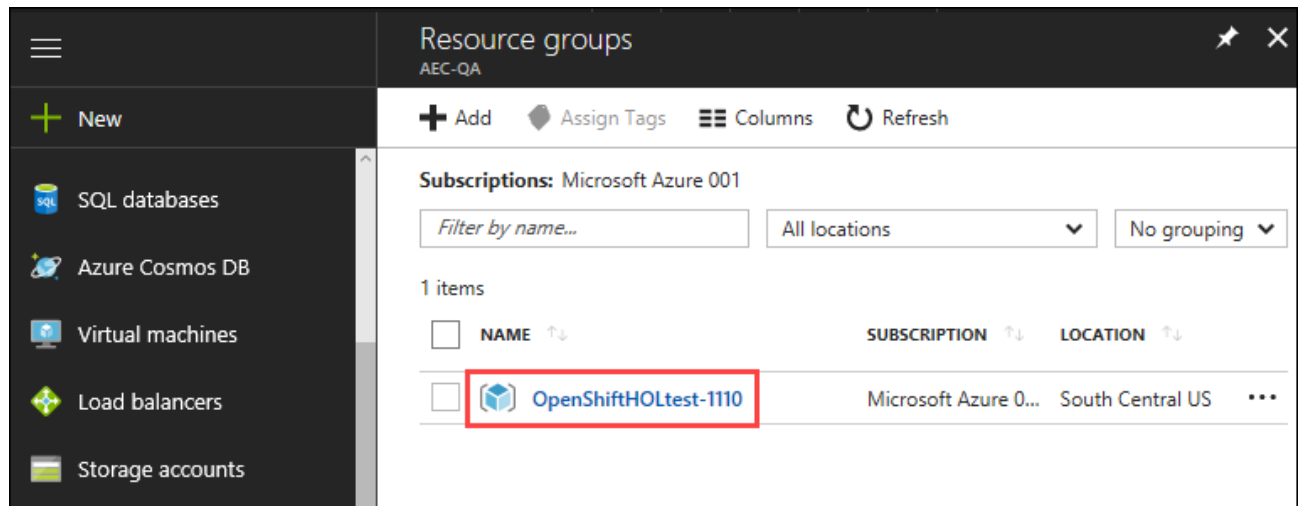 Resource groups
AEC-QA
New
Add Assign Tags Columns Refresh
SQL databases
Azure Cosmos DB
Virtual machines
Load balancers
Storage accounts
Subscriptions: Microsoft Azure 001
Filter by name... All locations No grouping
1 items
NAME SUBSCRIPTION LOCATION
OpenShiftHOLtest-1110 Microsoft Azure 0... South Central US